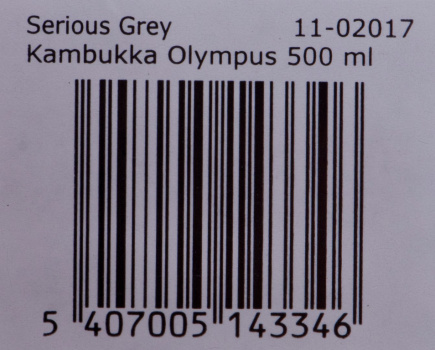 Serious Grey 11-02017
Kambukka Olympus 500 ml
5 407005 143346